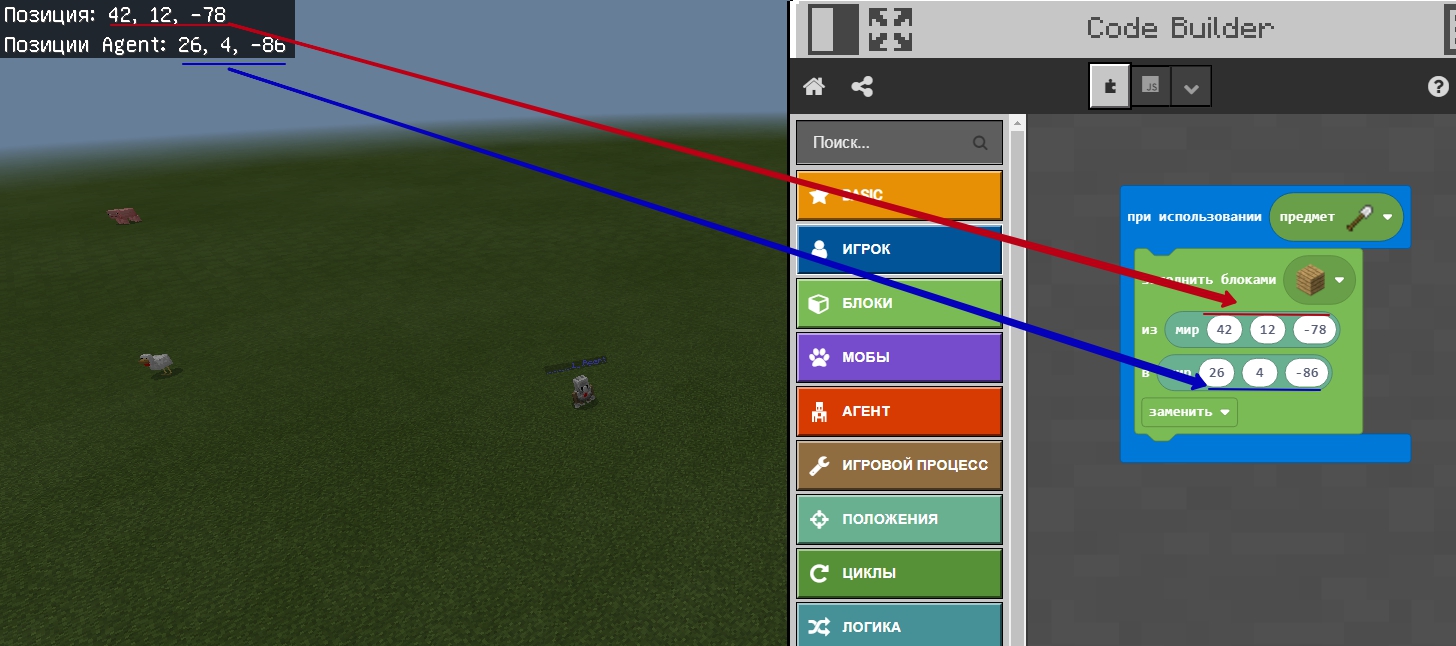 Позиция: 42, 12, -78
Позиции Agent: 26, 4, -86
Code Builder
JS
?
Поиск...
BASIC
ИГРОК
БЛОКИ
МОБЫ
АГЕНТ
ИГРОВОЙ ПРОЦЕСС
ПОЛОЖЕНИЯ
ЦИКЛЫ
ЛОГИКА
при использовании предмет
заполнить блоками
из мир 42 12 -78
в мир 26 4 -86
заменить